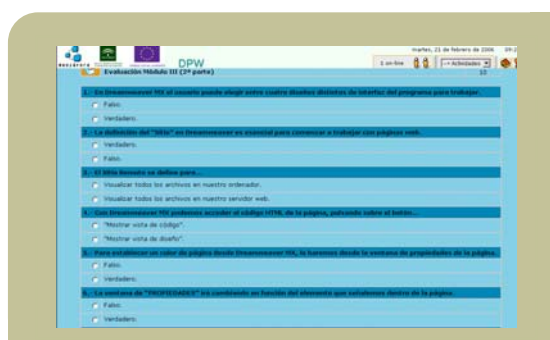 martes, 21 de febrero de 2006
DPW
1 on-line
--> Actividades
Evaluación Módulo III (2ª parte)
10
1.- En Dreamweaver MX el usuario puede elegir entre cuatro diseños distintos de interfaz del programa para trabajar.
Falso.
Verdadero.
2.- La definición del "Sitio" en Dreamweaver es esencial para comenzar a trabajar con páginas web.
Verdadero.
Falso.
3.- El Sitio Remoto se define para...
Visualizar todos los archivos en nuestro ordenador.
Visualizar todos los archivos en nuestro servidor web.
4.- Con Dreamweaver MX podemos acceder al código HTML de la página, pulsando sobre el botón...
"Mostrar vista de código".
"Mostrar vista de diseño".
5.- Para establecer un color de página desde Dreamweaver MX, lo haremos desde la ventana de propiedades de la página.
Falso.
Verdadero.
6.- La ventana de "PROPIEDADES" irá cambiando en función del elemento que señalemos dentro de la página.
Falso.
Verdadero.